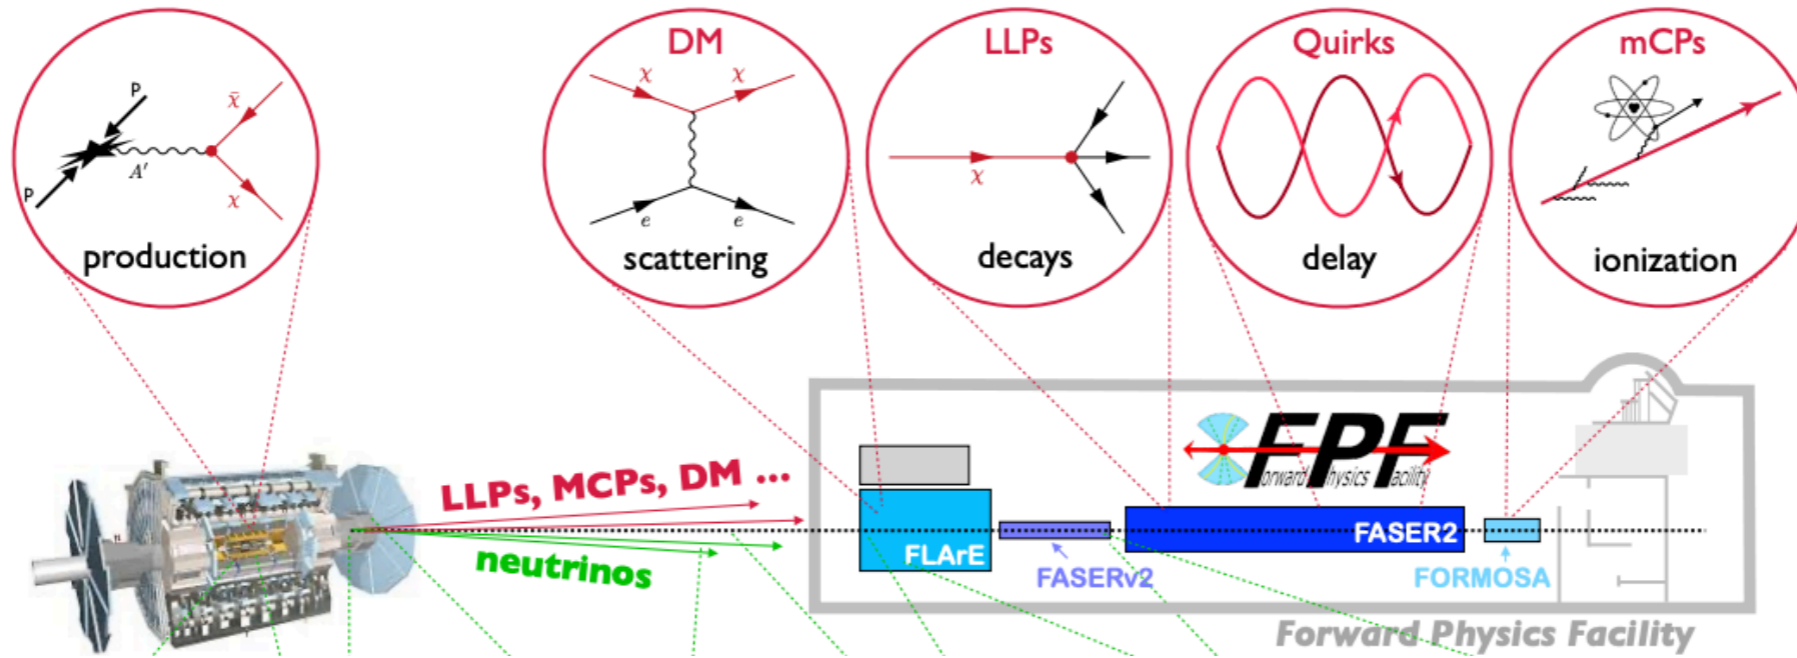 DM
LLPs
Quirks
mCPs
P
χ̄
χ
χ
A′
P
χ
χ
e
e
production
scattering
decays
delay
ionization
FPF
Forward Physics Facility
LLPs, MCPs, DM ...
neutrinos
FLArE
FASER2
FASERν2
FORMOSA
Forward Physics Facility